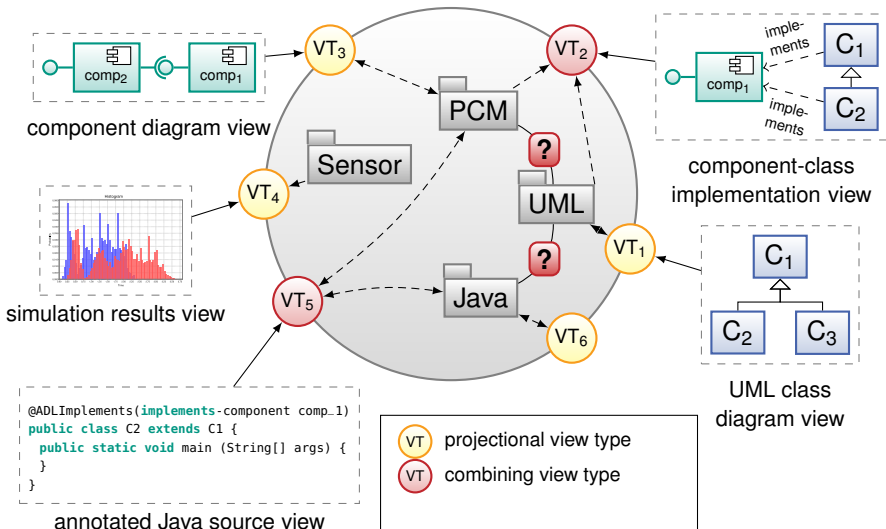 comp2
comp1
component diagram view
VT3
VT2
imple-
ments
comp1
imple-
ments
C1
C2
component-class
implementation view
PCM
?
Sensor
VT4
UML
VT1
Histogram
simulation results view
?
Java
VT5
VT6
C1
C2
C3
UML class
diagram view
@ADLImplements(implements-component comp_1)
public class C2 extends C1 {
public static void main (String[] args) {
}
}
annotated Java source view
VT projectional view type
VT combining view type